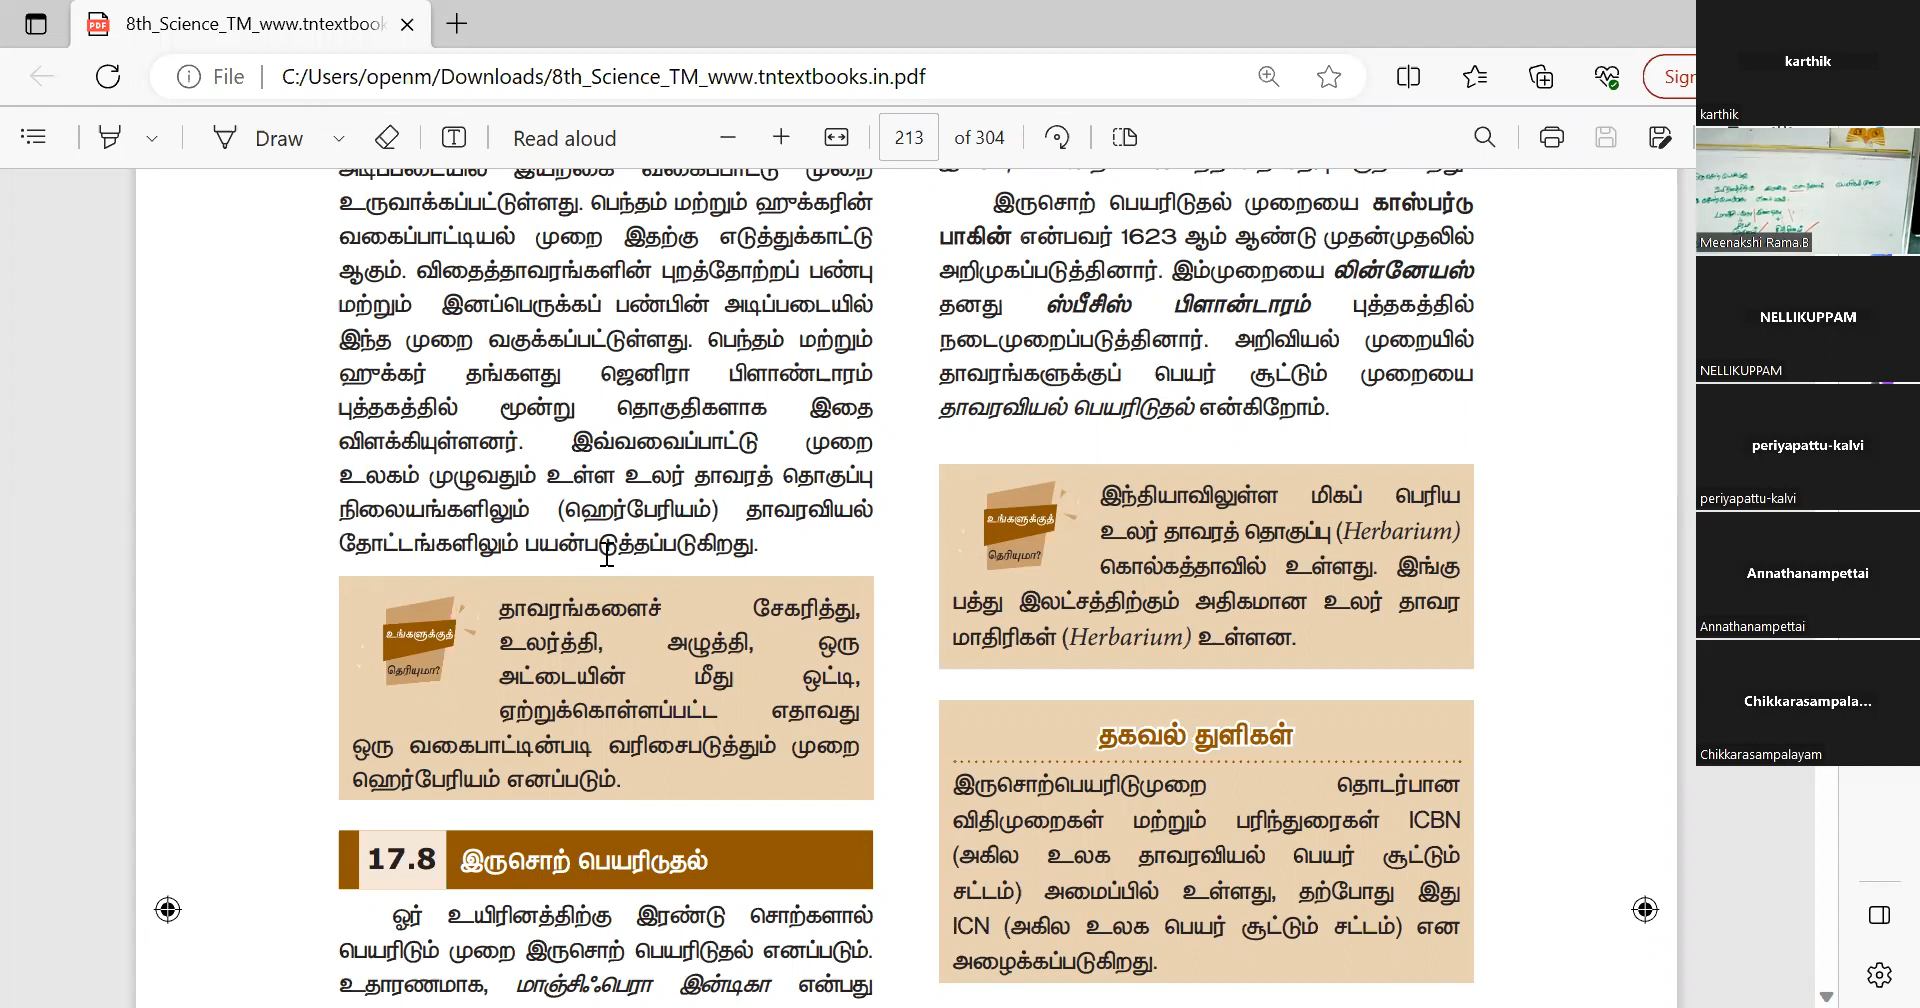 8th_Science_TM_www.tntextbook
File
C:/Users/openm/Downloads/8th_Science_TM_www.tntextbooks.in.pdf
Sign
Draw
Read aloud
213 of 304
உருவாக்கப்பட்டுள்ளது. பெந்தம் மற்றும் ஹுக்கரின்
வகைப்பாட்டியல் முறை இதற்கு எடுத்துக்காட்டு
ஆகும். விதைத்தாவரங்களின் புறத்தோற்றப் பண்பு
மற்றும் இனப்பெருக்கப் பண்பின் அடிப்படையில்
இந்த முறை வகுக்கப்பட்டுள்ளது. பெந்தம் மற்றும்
ஹுக்கர் தங்களது ஜெனிரா பிளாண்டாரம்
புத்தகத்தில் மூன்று தொகுதிகளாக இதை
விளக்கியுள்ளனர். இவ்வவைப்பாட்டு முறை
உலகம் முழுவதும் உள்ள உலர் தாவரத் தொகுப்பு
நிலையங்களிலும் (ஹெர்பேரியம்) தாவரவியல்
தோட்டங்களிலும் பயன்படுத்தப்படுகிறது.
உங்களுக்குத்
தெரியுமா?
தாவரங்களைச் சேகரித்து,
உலர்த்தி, அழுத்தி, ஒரு
அட்டையின் மீது ஒட்டி,
ஏற்றுக்கொள்ளப்பட்ட எதாவது
ஒரு வகைபாட்டின்படி வரிசைபடுத்தும் முறை
ஹெர்பேரியம் எனப்படும்.
17.8 இருசொற் பெயரிடுதல்
ஓர் உயிரினத்திற்கு இரண்டு சொற்களால்
பெயரிடும் முறை இருசொற் பெயரிடுதல் எனப்படும்.
உதாரணமாக, மாஞ்சிஃபெரா இன்டிகா என்பது
இருசொற் பெயரிடுதல் முறையை காஸ்பர்டு
பாகின் என்பவர் 1623 ஆம் ஆண்டு முதன்முதலில்
அறிமுகப்படுத்தினார். இம்முறையை லின்னேயஸ்
தனது ஸ்பீசிஸ் பிளான்டாரம் புத்தகத்தில்
நடைமுறைப்படுத்தினார். அறிவியல் முறையில்
தாவரங்களுக்குப் பெயர் சூட்டும் முறையை
தாவரவியல் பெயரிடுதல் என்கிறோம்.
உங்களுக்குத்
தெரியுமா?
இந்தியாவிலுள்ள மிகப் பெரிய
உலர் தாவரத் தொகுப்பு (Herbarium)
கொல்கத்தாவில் உள்ளது. இங்கு
பத்து இலட்சத்திற்கும் அதிகமான உலர் தாவர
மாதிரிகள் (Herbarium) உள்ளன.
தகவல் துளிகள்
இருசொற்பெயரிடுமுறை தொடர்பான
விதிமுறைகள் மற்றும் பரிந்துரைகள் ICBN
(அகில உலக தாவரவியல் பெயர் சூட்டும்
சட்டம்) அமைப்பில் உள்ளது, தற்போது இது
ICN (அகில உலக பெயர் சூட்டும் சட்டம்) என
அழைக்கப்படுகிறது.
karthik
karthik
Meenakshi Rama.B
NELLIKUPPAM
NELLIKUPPAM
periyapattu-kalvi
periyapattu-kalvi
Annathanampettai
Annathanampettai
Chikkarasampala...
Chikkarasampalayam